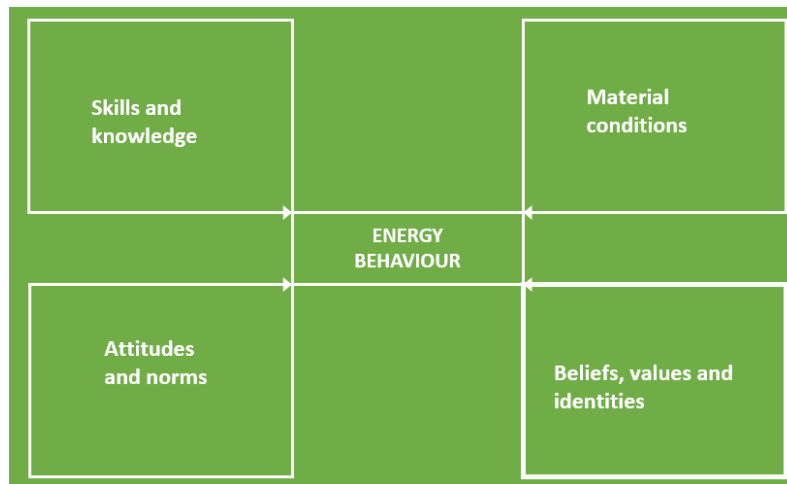 Skills and
knowledge
Material
conditions
ENERGY
BEHAVIOUR
Attitudes
and norms
Beliefs, values and
identities